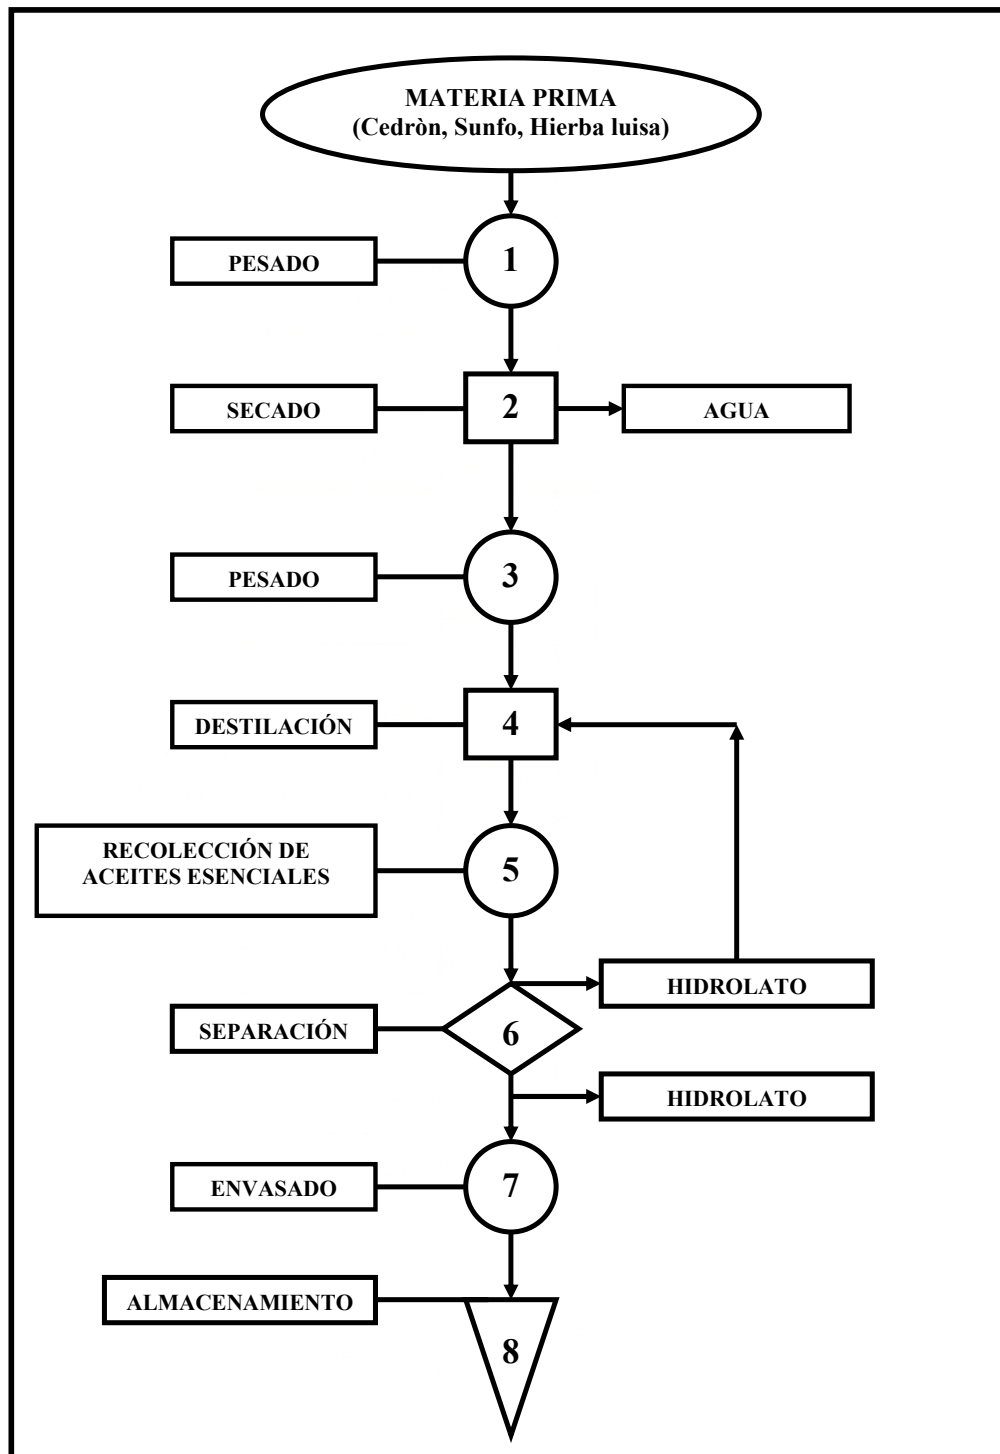 MATERIA PRIMA
(Cedròn, Sunfo, Hierba luisa)
PESADO
1
SECADO
2
AGUA
PESADO
3
DESTILACIÓN
4
RECOLECCIÓN DE
ACEITES ESENCIALES
5
HIDROLATO
SEPARACIÓN
6
HIDROLATO
ENVASADO
7
ALMACENAMIENTO
8